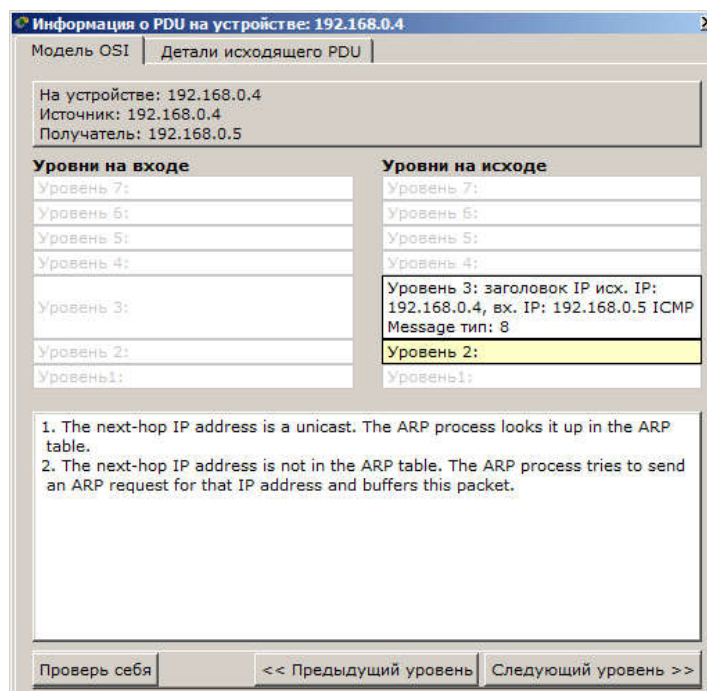 Информация о PDU на устройстве: 192.168.0.4
Модель OSI
Детали исходящего PDU
На устройстве: 192.168.0.4
Источник: 192.168.0.4
Получатель: 192.168.0.5
Уровни на входе
Уровень 7:
Уровень 6:
Уровень 5:
Уровень 4:
Уровень 3:
Уровень 2:
Уровень1:
Уровни на исходе
Уровень 7:
Уровень 6:
Уровень 5:
Уровень 4:
Уровень 3: заголовок IP исх. IP:
192.168.0.4, вх. IP: 192.168.0.5 ICMP
Message тип: 8
Уровень 2:
Уровень1:
1. The next-hop IP address is a unicast. The ARP process looks it up in the ARP
table.
2. The next-hop IP address is not in the ARP table. The ARP process tries to send
an ARP request for that IP address and buffers this packet.
Проверь себя
<< Предыдущий уровень
Следующий уровень >>